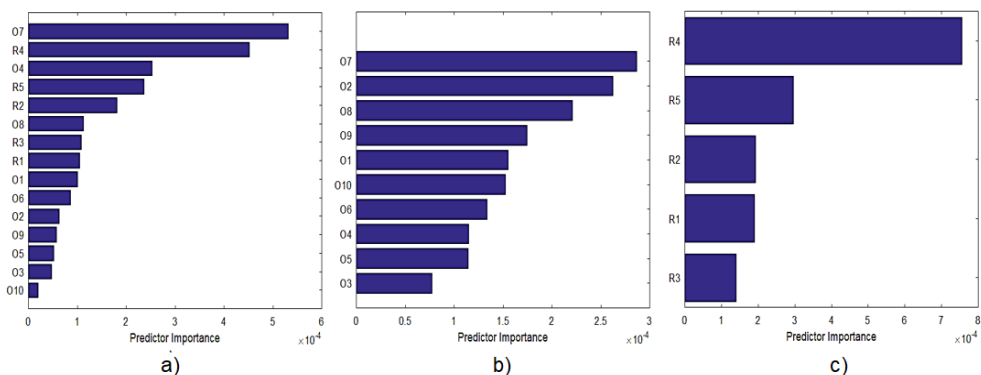 O7
R4
O4
R5
R2
O8
R3
R1
O1
O6
O2
O9
O5
O3
O10
0 1 2 3 4 5 6
Predictor Importance ×10^-4
a)
O7
O2
O8
O9
O1
O10
O6
O4
O5
O3
0 0.5 1 1.5 2 2.5 3
Predictor Importance ×10^-4
b)
R4
R5
R2
R1
R3
0 1 2 3 4 5 6 7 8
Predictor Importance ×10^-4
c)